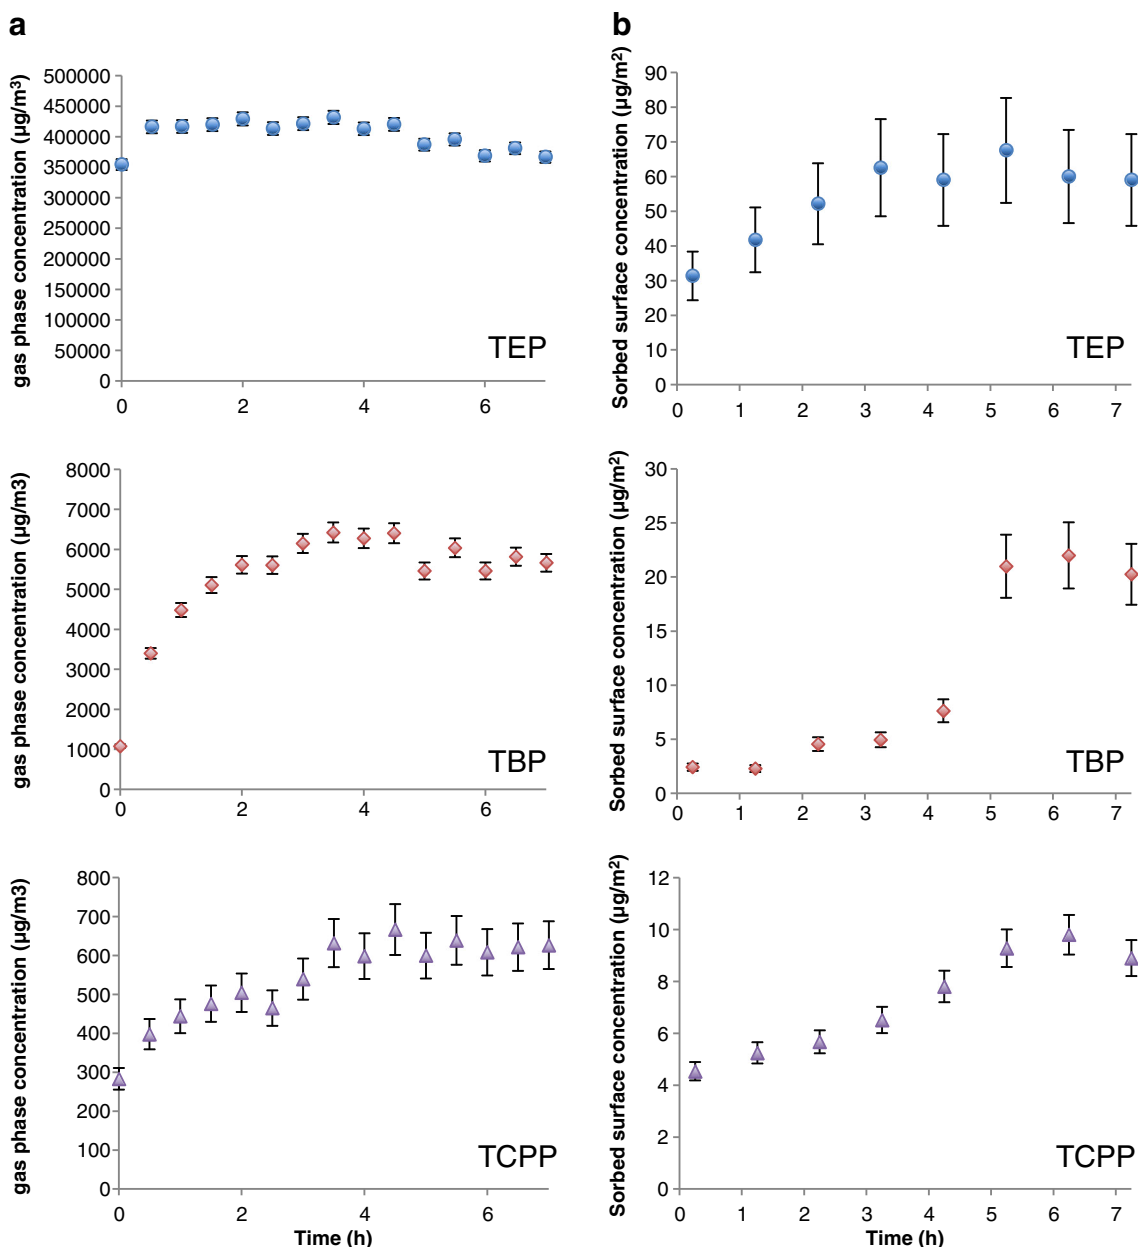 a
gas phase concentration (µg/m³)
500000
450000
400000
350000
300000
250000
200000
150000
100000
50000
0
0 2 4 6
TEP
b
Sorbed surface concentration (µg/m²)
90
80
70
60
50
40
30
20
10
0
0 1 2 3 4 5 6 7
TEP
gas phase concentration (µg/m3)
8000
7000
6000
5000
4000
3000
2000
1000
0
0 2 4 6
TBP
Sorbed surface concentration (µg/m²)
30
25
20
15
10
5
0
0 1 2 3 4 5 6 7
TBP
gas phase concentration (µg/m3)
800
700
600
500
400
300
200
100
0
0 2 4 6
TCPP
Time (h)
Sorbed surface concentration (µg/m²)
12
10
8
6
4
2
0
0 1 2 3 4 5 6 7
TCPP
Time (h)